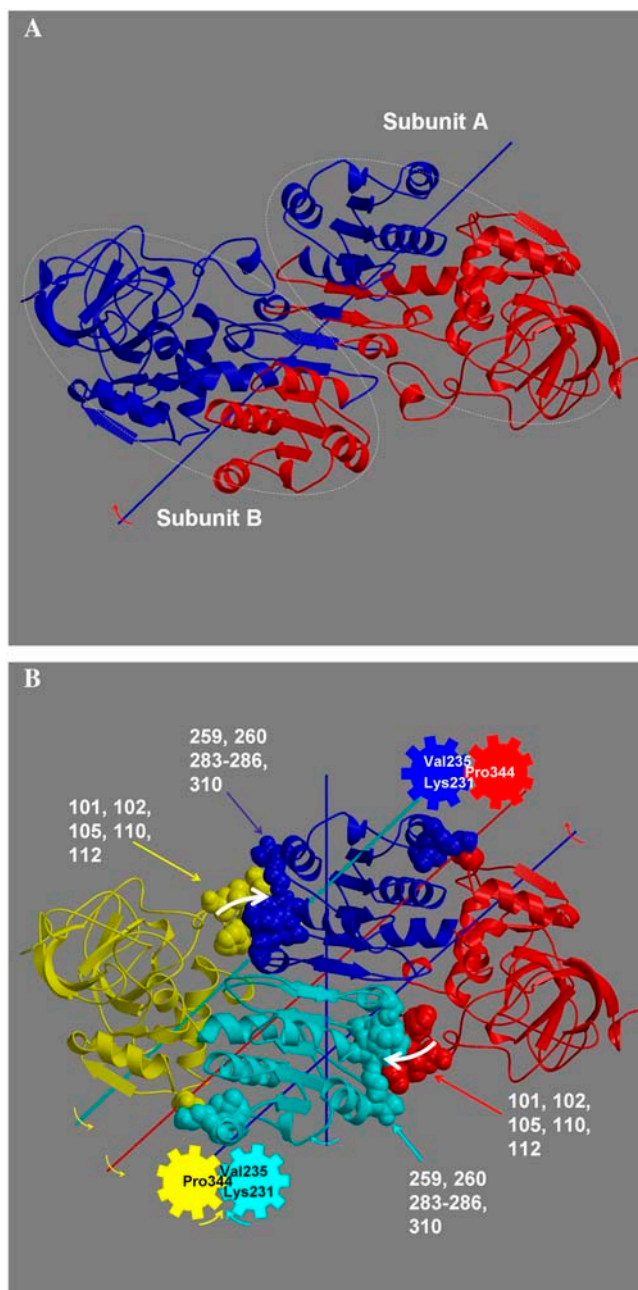 A
Subunit A
Subunit B
B
259, 260
283-286,
310
Val235
Lys231
Pro344
101, 102,
105, 110,
112
101, 102,
105, 110,
112
Pro344
Val235
Lys231
259, 260
283-286,
310